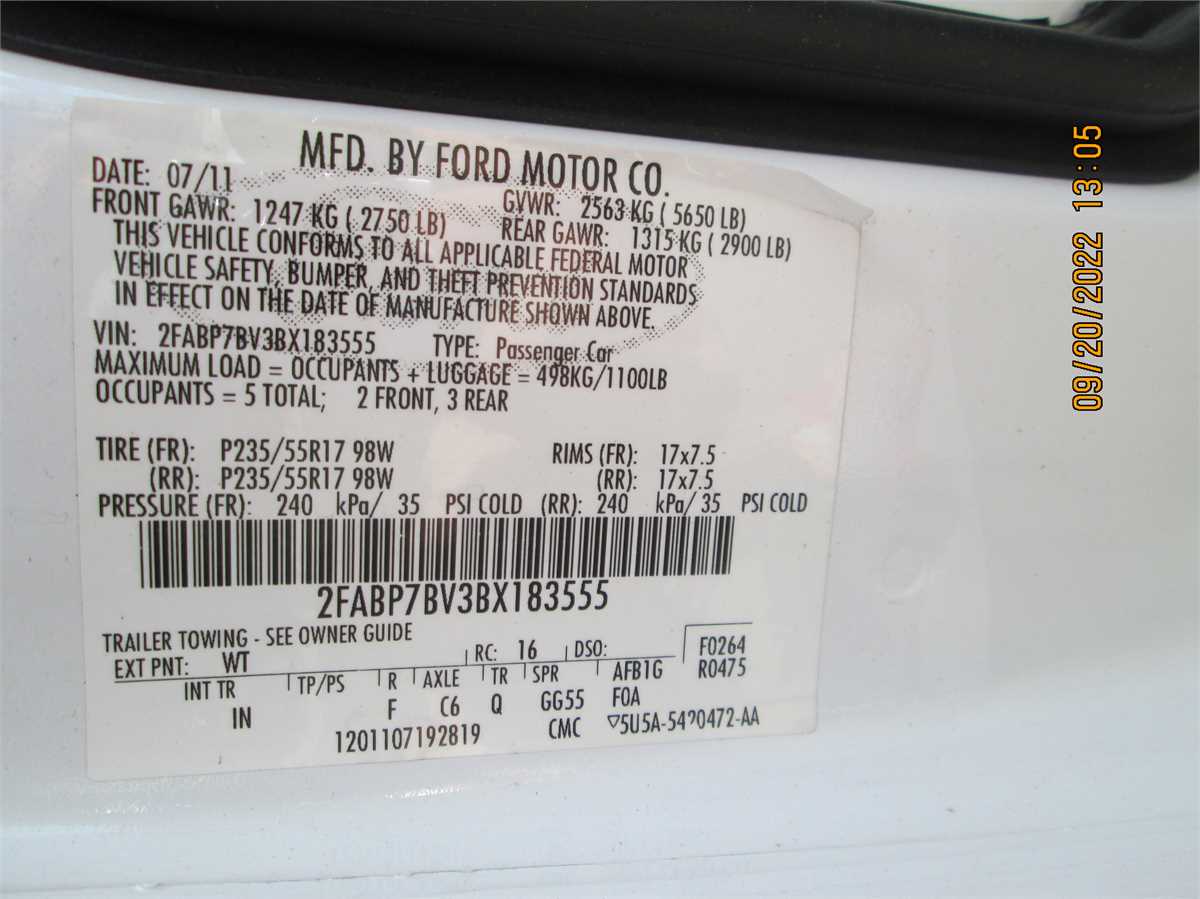 MFD. BY FORD MOTOR CO.
DATE: 07/11 GVWR: 2563 KG ( 5650 LB)
FRONT GAWR: 1247 KG ( 2750 LB) REAR GAWR: 1315 KG ( 2900 LB)
THIS VEHICLE CONFORMS TO ALL APPLICABLE FEDERAL MOTOR
VEHICLE SAFETY, BUMPER, AND THEFT PREVENTION STANDARDS
IN EFFECT ON THE DATE OF MANUFACTURE SHOWN ABOVE.
VIN: 2FABP7BV3BX183555 TYPE: Passenger Car
MAXIMUM LOAD = OCCUPANTS + LUGGAGE = 498KG/1100LB
OCCUPANTS = 5 TOTAL; 2 FRONT, 3 REAR
TIRE (FR): P235/55R17 98W RIMS (FR): 17x7.5
(RR): P235/55R17 98W (RR): 17x7.5
PRESSURE (FR): 240 kPa/ 35 PSI COLD (RR): 240 kPa/ 35 PSI COLD
2FABP7BV3BX183555
TRAILER TOWING - SEE OWNER GUIDE
EXT PNT: WT RC: 16 DSO: F0264
R0475
INT TR TP/PS R AXLE TR SPR AFB1G
IN F C6 Q GG55 FOA
1201107192819 CMC ▽5U5A-5420472-AA
09/20/2022 13:05